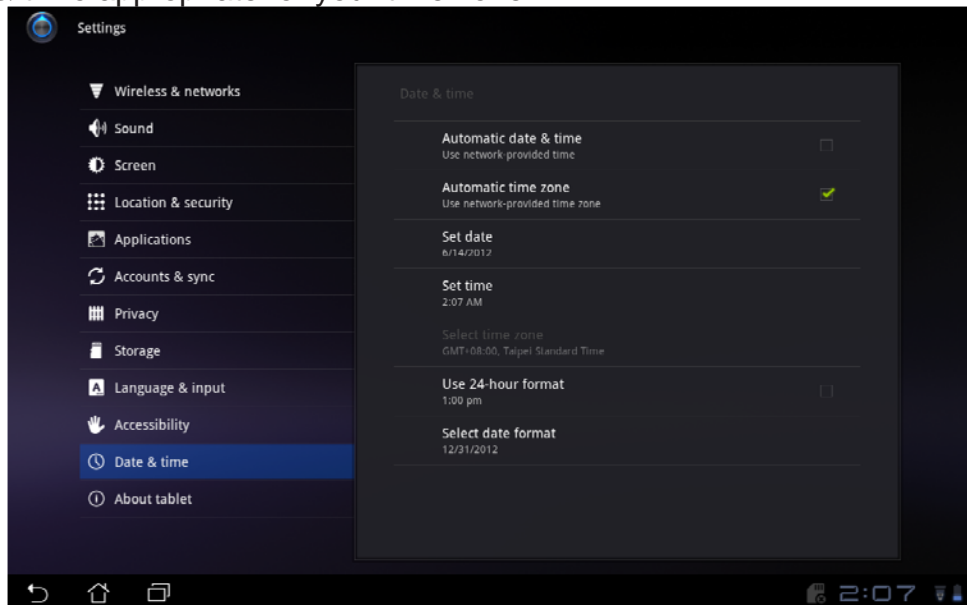 Settings
Wireless & networks
Sound
Screen
Location & security
Applications
Accounts & sync
Privacy
Storage
Language & input
Accessibility
Date & time
About tablet
Date & time
Automatic date & time
Use network-provided time
Automatic time zone
Use network-provided time zone
Set date
6/14/2012
Set time
2:07 AM
Select time zone
GMT+08:00, Taipei Standard Time
Use 24-hour format
1:00 pm
Select date format
12/31/2012
2:07